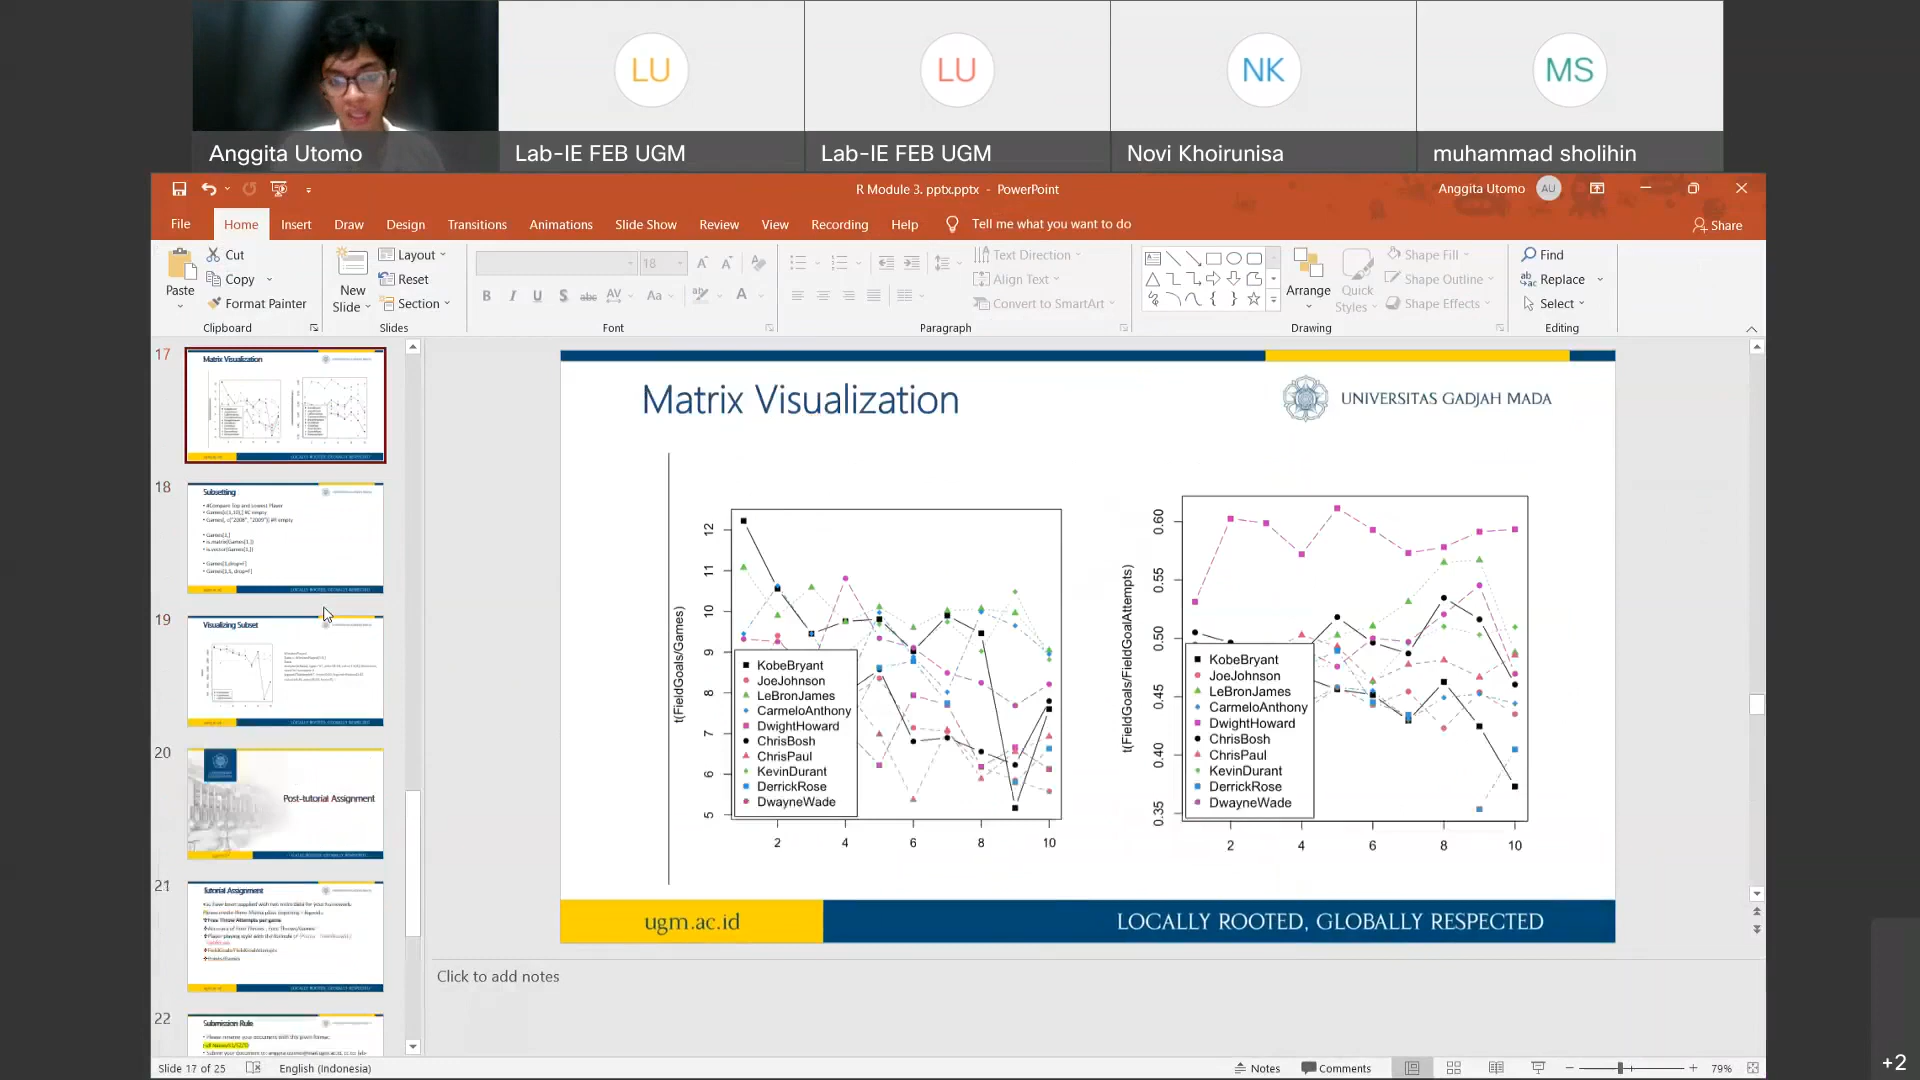 LU
LU
NK
MS
Anggita Utomo
Lab-IE FEB UGM
Lab-IE FEB UGM
Novi Khoirunisa
muhammad sholihin
R Module 3. pptx.pptx - PowerPoint
Anggita Utomo
AU
File
Home
Insert
Draw
Design
Transitions
Animations
Slide Show
Review
View
Recording
Help
Tell me what you want to do
Share
Paste
Cut
Copy
Format Painter
Clipboard
New
Slide
Layout
Reset
Section
Slides
18
Font
Text Direction
Align Text
Convert to SmartArt
Paragraph
Arrange
Quick
Styles
Shape Fill
Shape Outline
Shape Effects
Drawing
Find
Replace
Select
Editing
17
Matrix Visualization
18
Subsetting
19
Visualizing Subset
20
Post-tutorial Assignment
21
Tutorial Assignment
22
Submission Rule
Matrix Visualization
UNIVERSITAS GADJAH MADA
t(FieldGoals/Games)
12
11
10
9
8
7
6
5
KobeBryant
JoeJohnson
LeBronJames
CarmeloAnthony
DwightHoward
ChrisBosh
ChrisPaul
KevinDurant
DerrickRose
DwayneWade
2 4 6 8 10
t(FieldGoals/FieldGoalAttempts)
0.60
0.55
0.50
0.45
0.40
0.35
KobeBryant
JoeJohnson
LeBronJames
CarmeloAnthony
DwightHoward
ChrisBosh
ChrisPaul
KevinDurant
DerrickRose
DwayneWade
2 4 6 8 10
ugm.ac.id
LOCALLY ROOTED, GLOBALLY RESPECTED
Click to add notes
Slide 17 of 25
English (Indonesia)
Notes
Comments
79%
+2